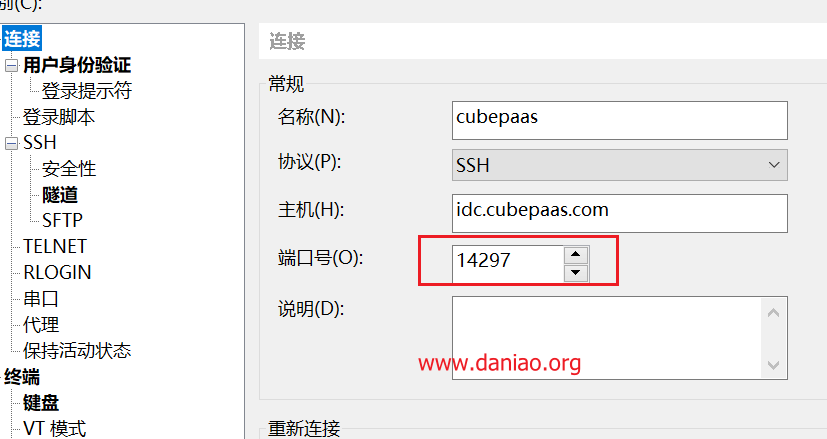 别(C):
连接
用户身份验证
登录提示符
登录脚本
SSH
安全性
隧道
SFTP
TELNET
RLOGIN
串口
代理
保持活动状态
终端
键盘
VT 模式
连接
常规
名称(N):
cubepaas
协议(P):
SSH
主机(H):
idc.cubepaas.com
端口号(O):
14297
说明(D):
www.daniao.org
重新连接